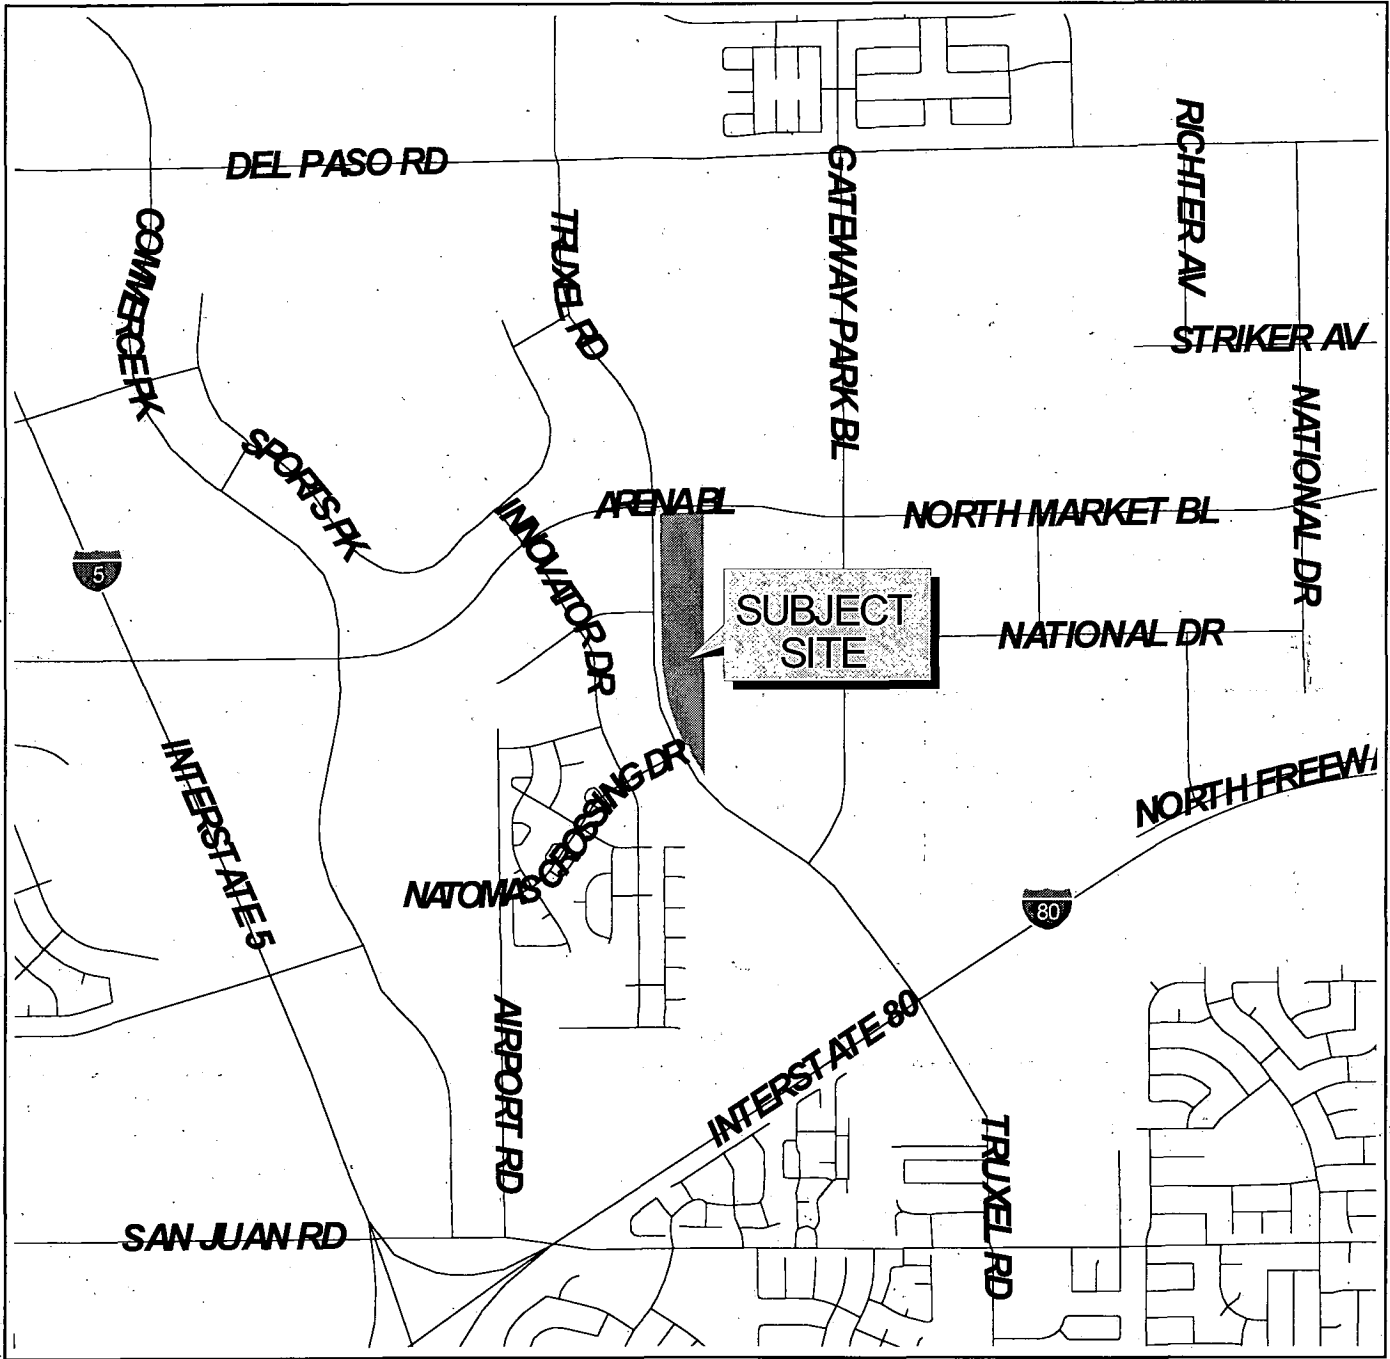 DEL PASO RD
RICHTER AV
COMMERCE PK
TRUXEL RD
GATEWAY PARK BL
STRIKER AV
NATIONAL DR
SPORTS PK
INNOVATOR DR
ARENA BL
NORTH MARKET BL
5
SUBJECT
SITE
NATIONAL DR
INTERSTATE 5
NATOMAS CROSSING DR
NORTH FREEWA
80
AIRPORT RD
INTERSTATE 80
TRUXEL RD
SAN JUAN RD